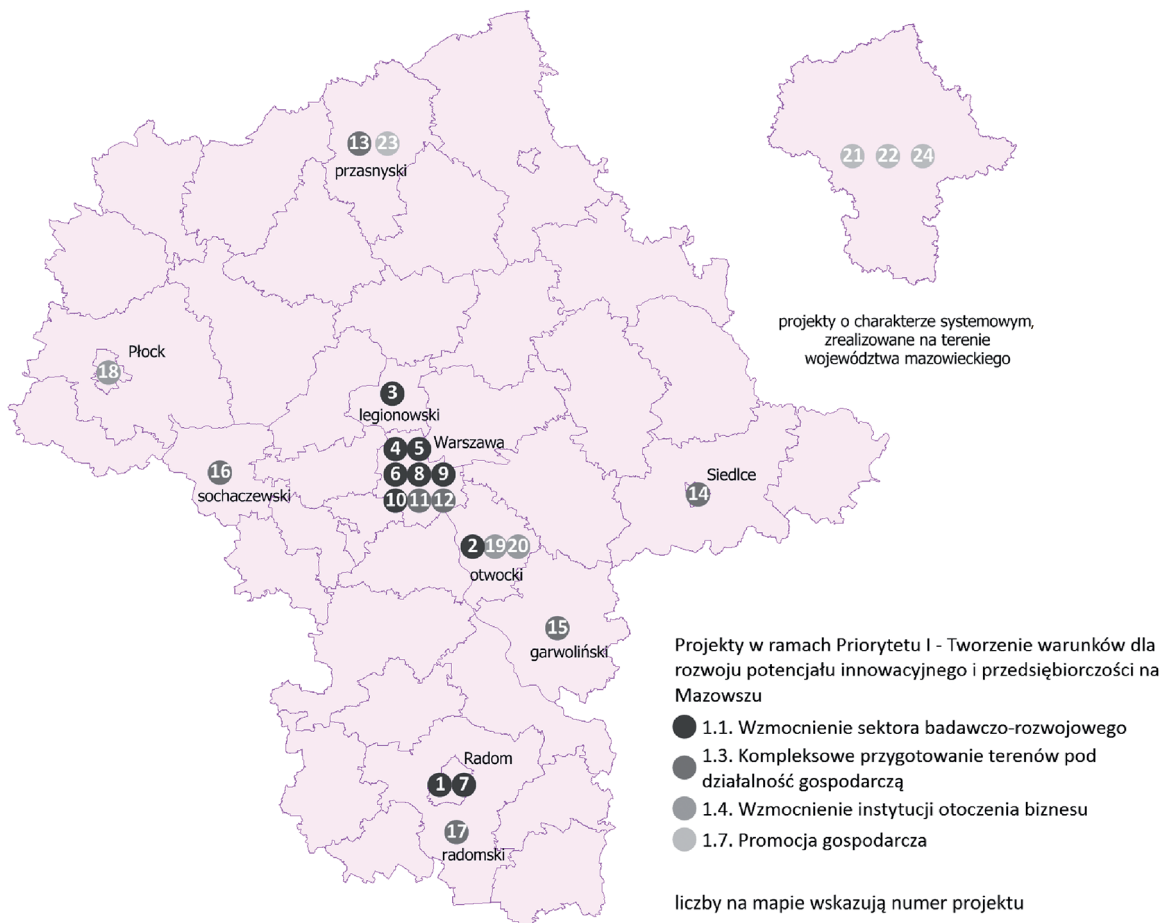 13 23
przasnyski
21 22 24
projekty o charakterze systemowym,
zrealizowane na terenie
województwa mazowieckiego
Płock
18
3
legionowski
4 5 Warszawa
6 8 9
10 11 12
16
sochaczewski
Siedlce
14
2 19 20
otwocki
15
garwoliński
Radom
1 7
17
radomski
Projekty w ramach Priorytetu I - Tworzenie warunków dla
rozwoju potencjału innowacyjnego i przedsiębiorczości na
Mazowszu
1.1. Wzmocnienie sektora badawczo-rozwojowego
1.3. Kompleksowe przygotowanie terenów pod
działalność gospodarczą
1.4. Wzmocnienie instytucji otoczenia biznesu
1.7. Promocja gospodarcza
liczby na mapie wskazują numer projektu